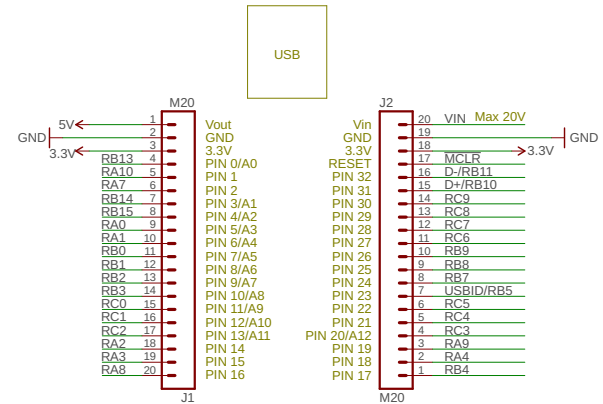 USB
M20
5V 1 Vout
GND 2 GND
3.3V 3 3.3V
RB13 4 PIN 0/A0
RA10 5 PIN 1
RA7 6 PIN 2
RB14 7 PIN 3/A1
RB15 8 PIN 4/A2
RA0 9 PIN 5/A3
RA1 10 PIN 6/A4
RB0 11 PIN 7/A5
RB1 12 PIN 8/A6
RB2 13 PIN 9/A7
RB3 14 PIN 10/A8
RC0 15 PIN 11/A9
RC1 16 PIN 12/A10
RC2 17 PIN 13/A11
RA2 18 PIN 14
RA3 19 PIN 15
RA8 20 PIN 16
J1
J2
Vin 20 VIN Max 20V
GND 19 GND
3.3V 18 3.3V
RESET 17 MCLR
PIN 32 16 D-/RB11
PIN 31 15 D+/RB10
PIN 30 14 RC9
PIN 29 13 RC8
PIN 28 12 RC7
PIN 27 11 RC6
PIN 26 10 RB9
PIN 25 9 RB8
PIN 24 8 RB7
PIN 23 7 USBID/RB5
PIN 22 6 RC5
PIN 21 5 RC4
PIN 20/A12 4 RC3
PIN 19 3 RA9
PIN 18 2 RA4
PIN 17 1 RB4
M20